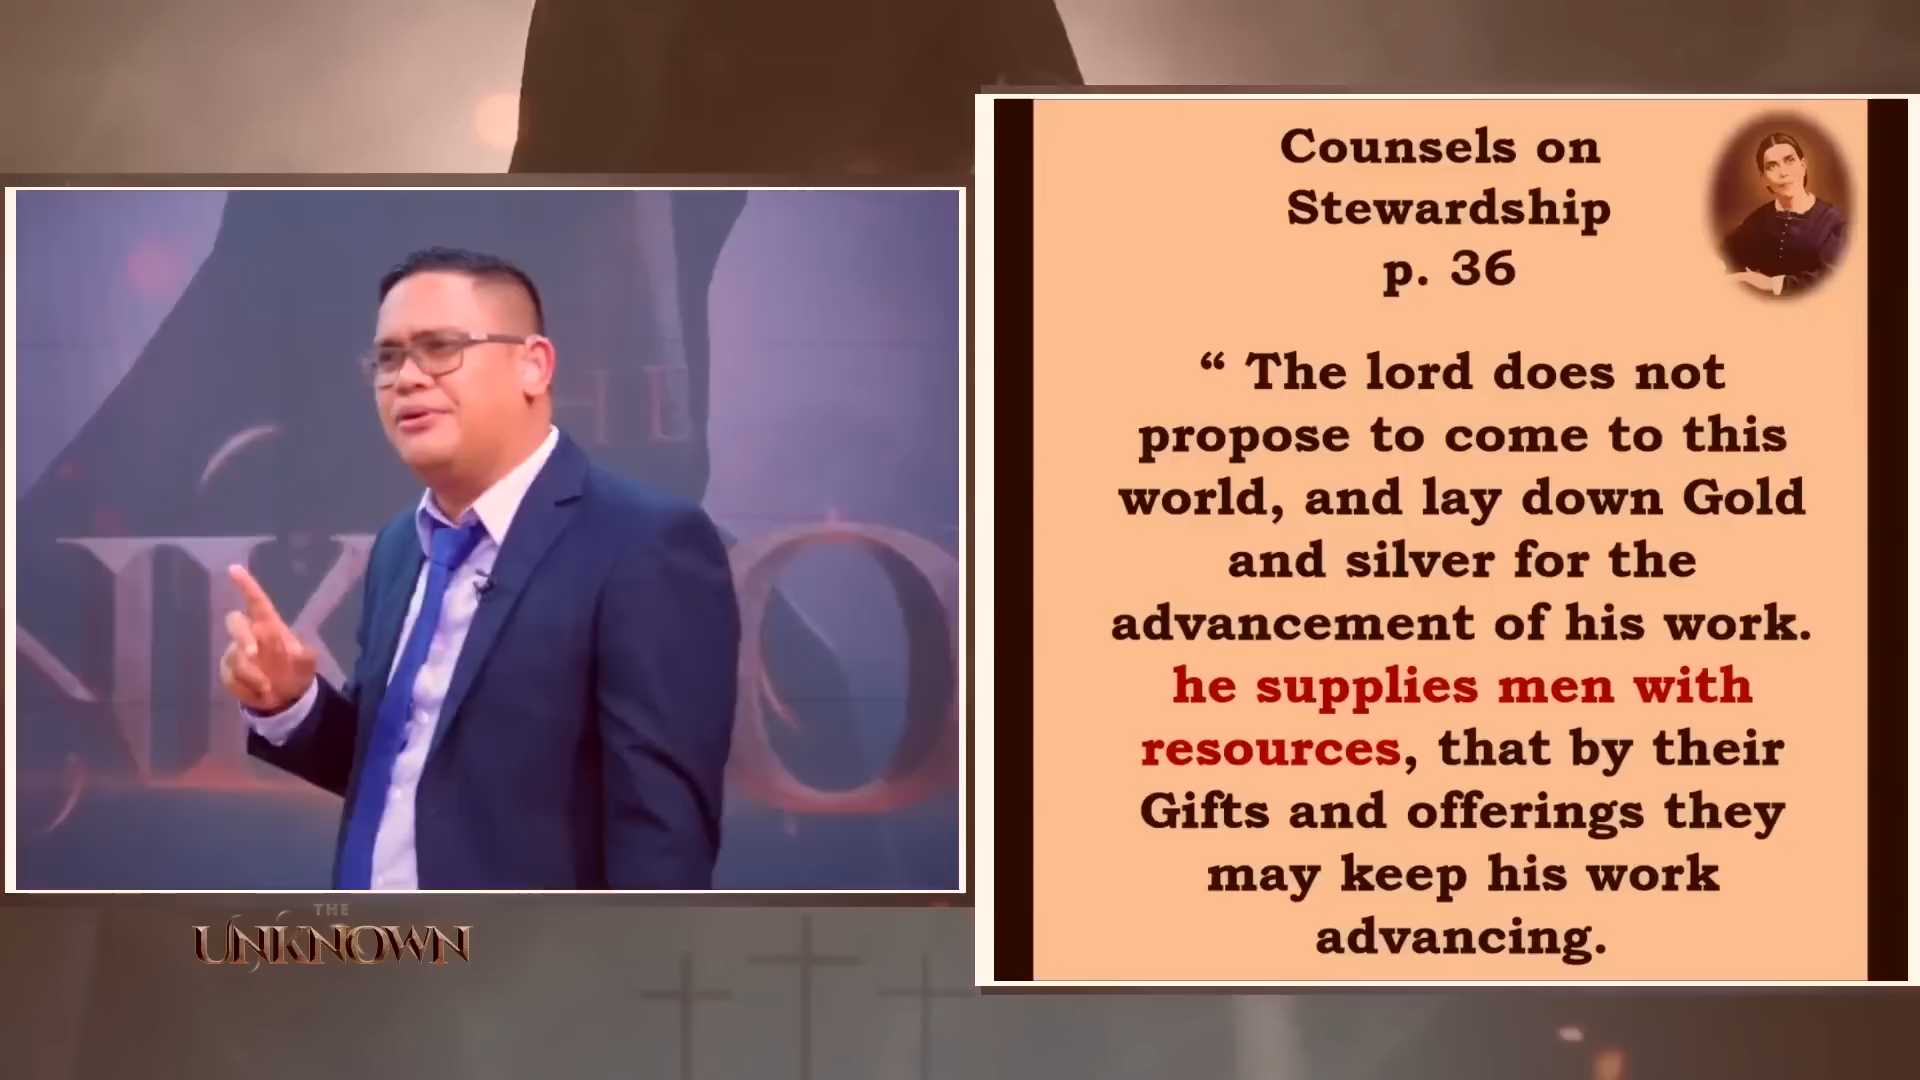 Counsels on
Stewardship
p. 36
“ The lord does not
propose to come to this
world, and lay down Gold
and silver for the
advancement of his work.
he supplies men with
resources, that by their
Gifts and offerings they
may keep his work
advancing.
THE
UNKNOWN